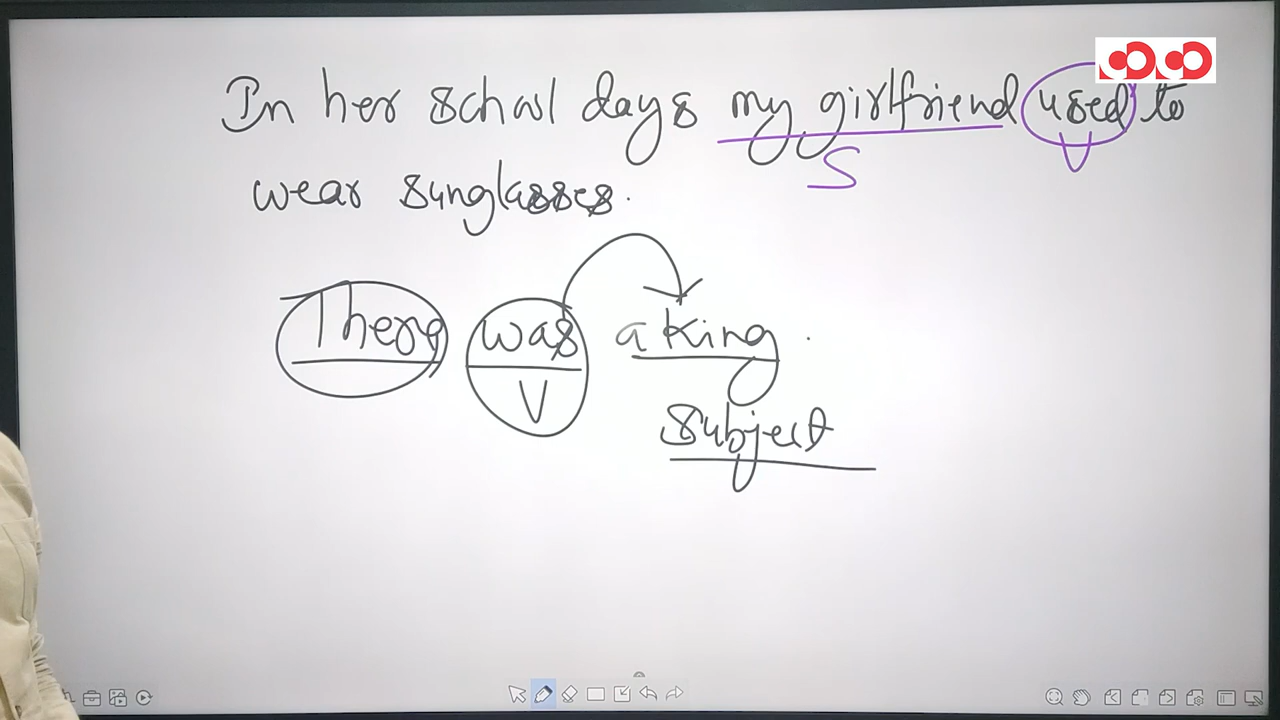 In her school days my girlfriend used to
S V
wear sunglasses.
There was a King.
V
Subject